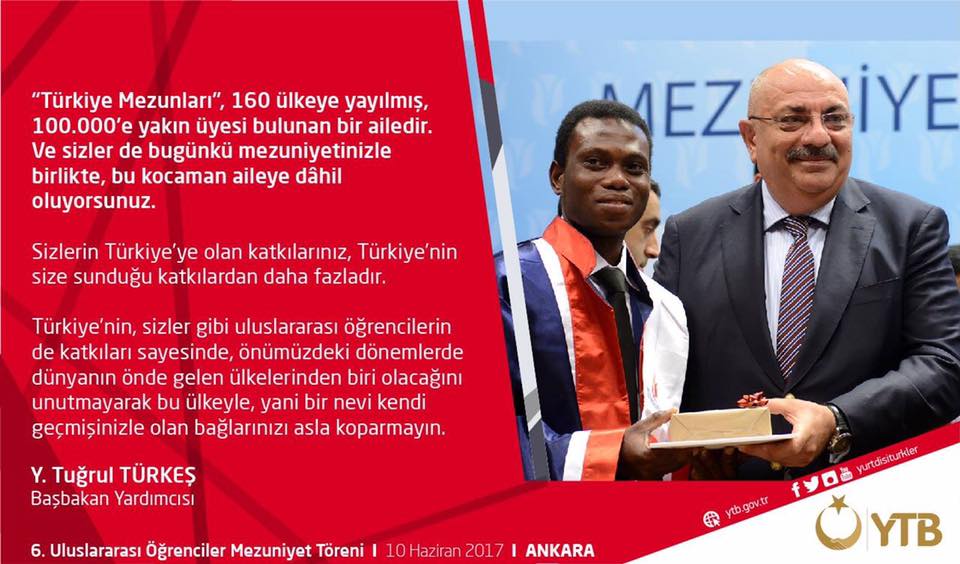 “Türkiye Mezunları”, 160 ülkeye yayılmış,
100.000’e yakın üyesi bulunan bir ailedir.
Ve sizler de bugünkü mezuniyetinizle
birlikte, bu kocaman aileye dâhil
oluyorsunuz.
Sizlerin Türkiye’ye olan katkılarınız, Türkiye’nin
size sunduğu katkılardan daha fazladır.
Türkiye’nin, sizler gibi uluslararası öğrencilerin
de katkıları sayesinde, önümüzdeki dönemlerde
dünyanın önde gelen ülkelerinden biri olacağını
unutmayarak bu ülkeyle, yani bir nevi kendi
geçmişinizle olan bağlarınızı asla koparmayın.
Y. Tuğrul TÜRKEŞ
Başbakan Yardımcısı
6. Uluslararası Öğrenciler Mezuniyet Töreni I 10 Haziran 2017 I ANKARA
ytb.gov.tr
yurtdisiturkler
YTB